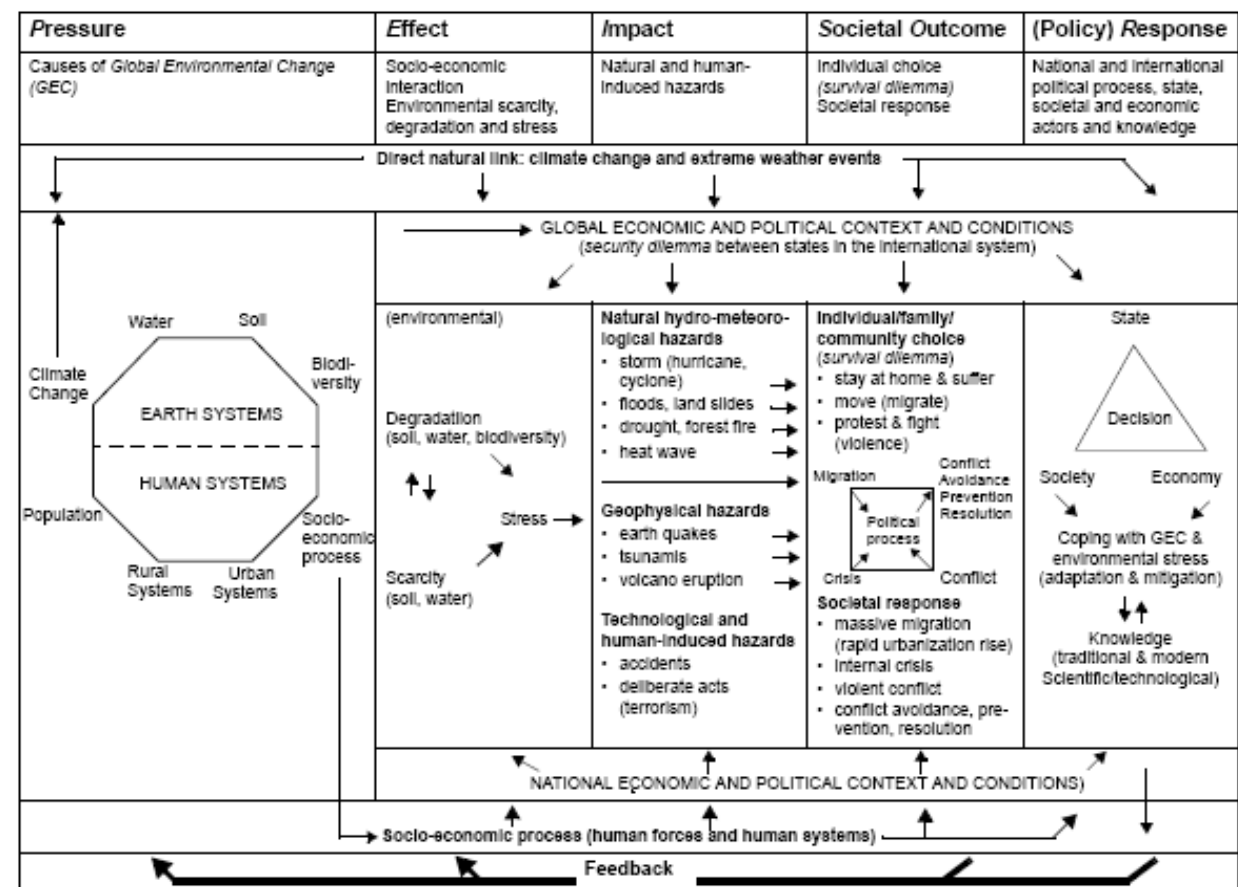 Pressure
Effect
Impact
Societal Outcome
(Policy) Response
Causes of Global Environmental Change
(GEC)
Socio-economic
Interaction
Environmental scarcity,
degradation and stress
Natural and human-
Induced hazards
Individual choice
(survival dilemma)
Societal response
National and International
political process, state,
societal and economic
actors and knowledge
Direct natural link: climate change and extreme weather events
GLOBAL ECONOMIC AND POLITICAL CONTEXT AND CONDITIONS
(security dilemma between states in the international system)
Water
Soil
Biodi-
versity
Climate
Change
EARTH SYSTEMS
HUMAN SYSTEMS
Population
Socio-
economic
process
Rural
Systems
Urban
Systems
(environmental)
Degradatiion
(soil, water, biodiversity)
Stress
Scarcity
(soil, water)
Natural hydro-meteoro-
logical hazards
• storm (hurricane,
cyclone)
• floods, land slides
• drought, forest fire
• heat wave
Geophysical hazards
• earth quakes
• tsunamis
• volcano eruption
Technological and
human-induced hazards
• accidents
• deliberate acts
(terrorism)
Individual/family/
community choice
(survival dilemma)
• stay at home & suffer
• move (migrate)
• protest & fight
(violence)
Migration
Conflict
Avoidance
Prevention
Resolution
Political
process
Crisis
Conflict
Societal response
• massive migration
(rapid urbanization rise)
• internal crisis
• violent conflict
• conflict avoidance, pre-
vention, resolution
State
Decision
Society
Economy
Coping with GEC &
environmental stress
(adaptation & mitigation)
Knowledge
(traditional & modern
Scientific/technological)
NATIONAL ECONOMIC AND POLITICAL CONTEXT AND CONDITIONS)
Socio-economic process (human forces and human systems)
Feedback